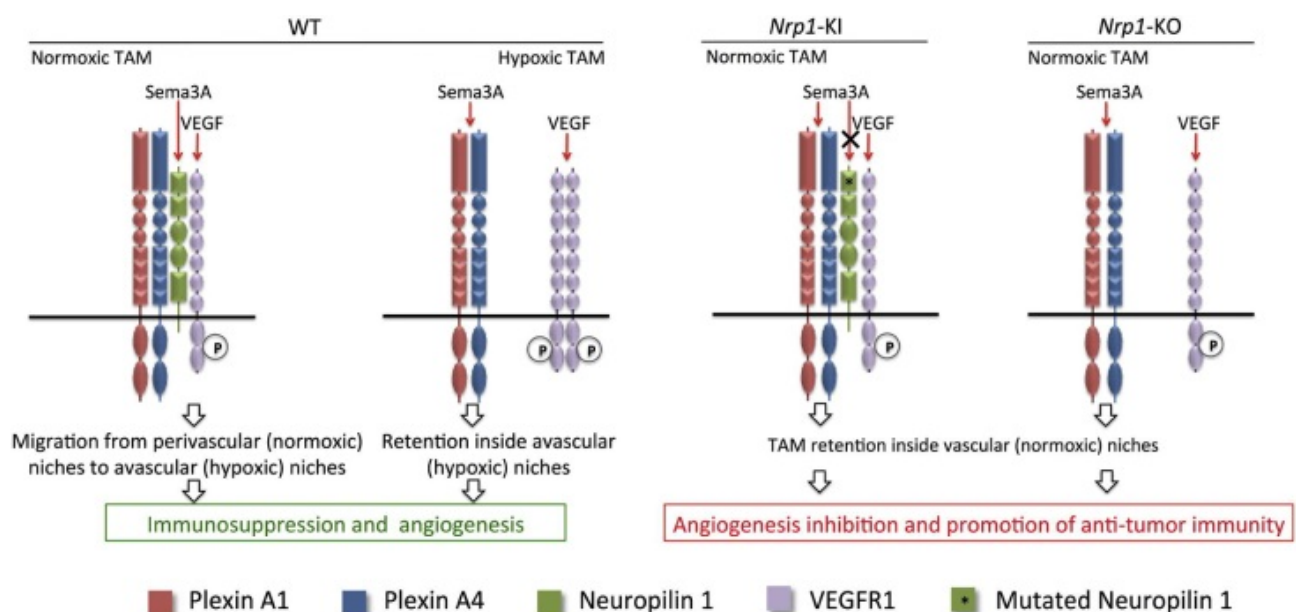 WT
Nrp1-KI
Nrp1-KO
Normoxic TAM
Hypoxic TAM
Normoxic TAM
Normoxic TAM
Sema3A
VEGF
Sema3A
VEGF
Sema3A
VEGF
Sema3A
VEGF
P
P
P
P
P
Migration from perivascular (normoxic)
niches to avascular (hypoxic) niches
Retention inside avascular
(hypoxic) niches
TAM retention inside vascular (normoxic) niches
Immunosuppression and angiogenesis
Angiogenesis inhibition and promotion of anti-tumor immunity
Plexin A1
Plexin A4
Neuropilin 1
VEGFR1
Mutated Neuropilin 1